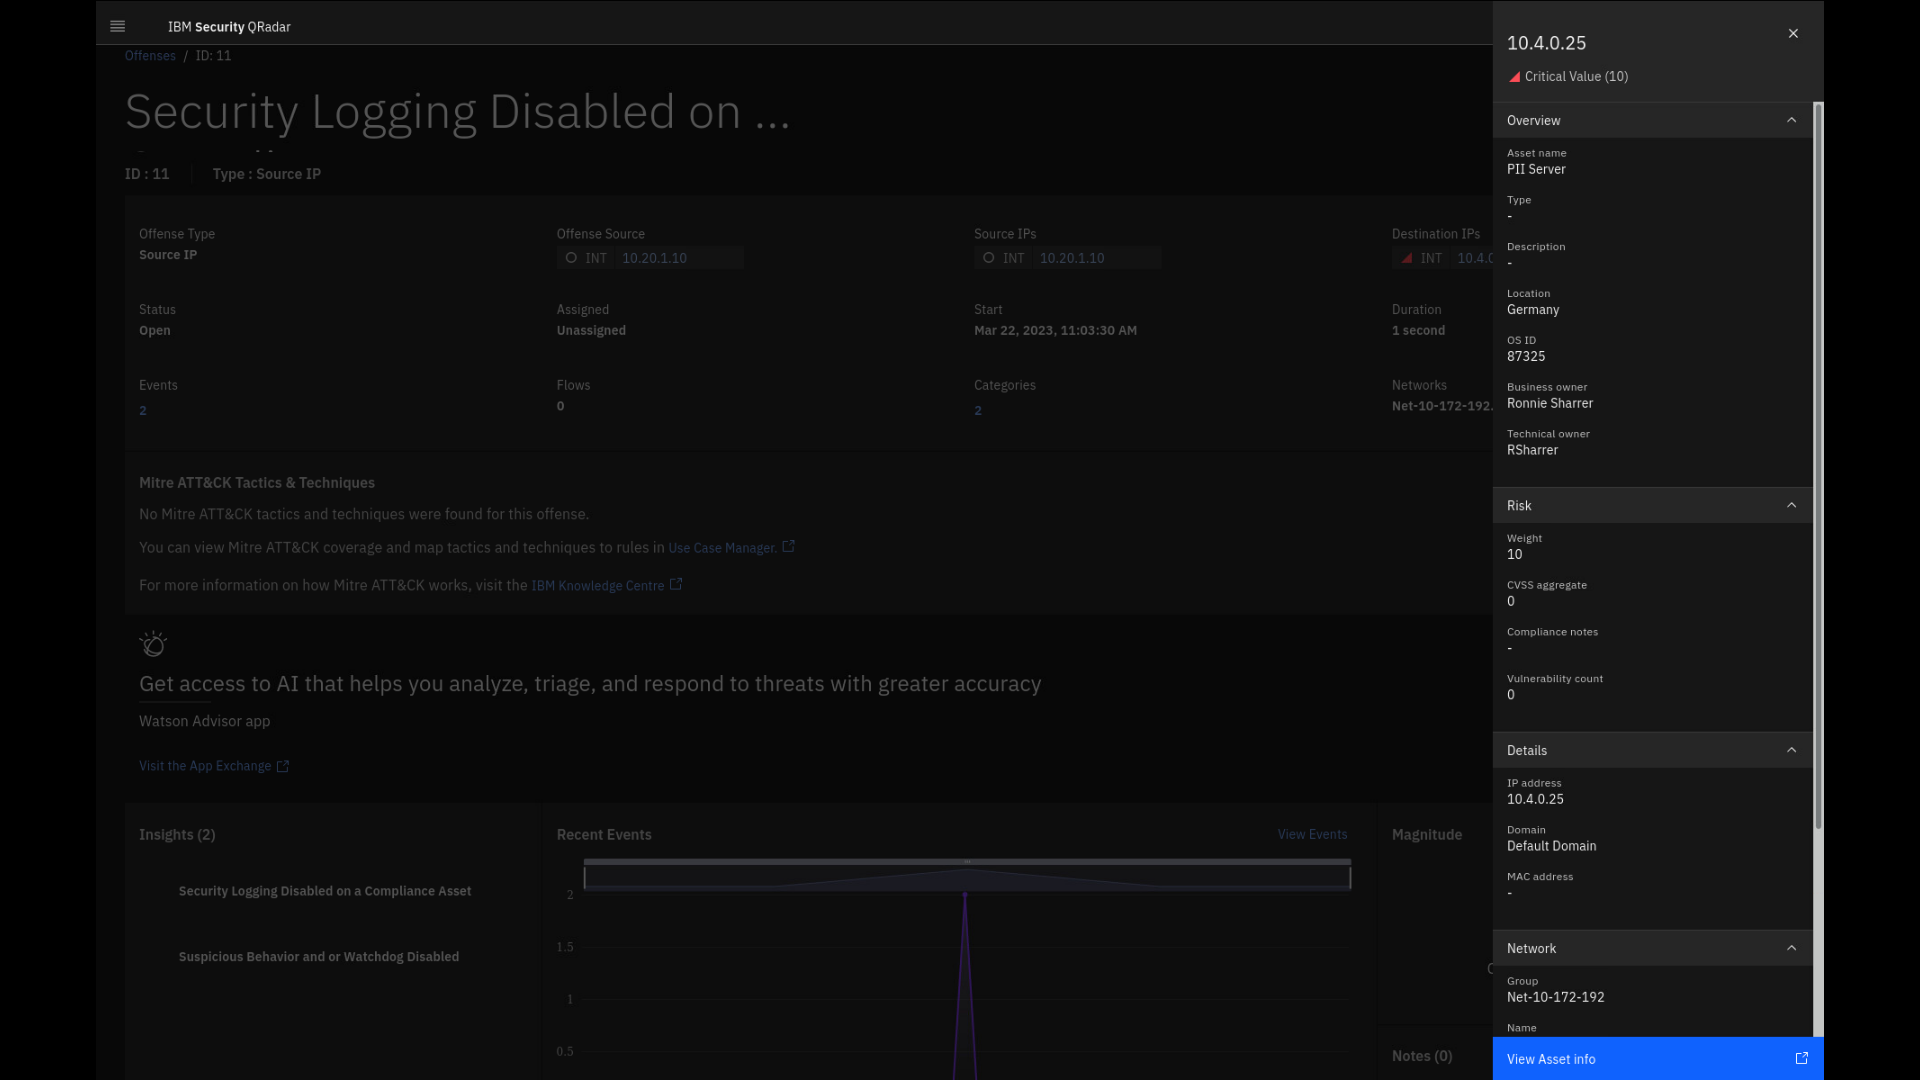 IBM Security QRadar
Offenses / ID: 11
Security Logging Disabled on ...
ID : 11 Type : Source IP
Offense Type
Source IP
Offense Source
INT 10.20.1.10
Source IPs
INT 10.20.1.10
Destination IPs
INT 10.4.0
Status
Open
Assigned
Unassigned
Start
Mar 22, 2023, 11:03:30 AM
Duration
1 second
Events
2
Flows
0
Categories
2
Networks
Net-10-172-192.
Mitre ATT&CK Tactics & Techniques
No Mitre ATT&CK tactics and techniques were found for this offense.
You can view Mitre ATT&CK coverage and map tactics and techniques to rules in Use Case Manager.
For more information on how Mitre ATT&CK works, visit the IBM Knowledge Centre
Get access to AI that helps you analyze, triage, and respond to threats with greater accuracy
Watson Advisor app
Visit the App Exchange
Insights (2)
Security Logging Disabled on a Compliance Asset
Suspicious Behavior and or Watchdog Disabled
Recent Events
View Events
2
1.5
1
0.5
Magnitude
Notes (0)
10.4.0.25
Critical Value (10)
Overview
Asset name
PII Server
Type
-
Description
-
Location
Germany
OS ID
87325
Business owner
Ronnie Sharrer
Technical owner
RSharrer
Risk
Weight
10
CVSS aggregate
0
Compliance notes
-
Vulnerability count
0
Details
IP address
10.4.0.25
Domain
Default Domain
MAC address
-
Network
Group
Net-10-172-192
Name
View Asset info